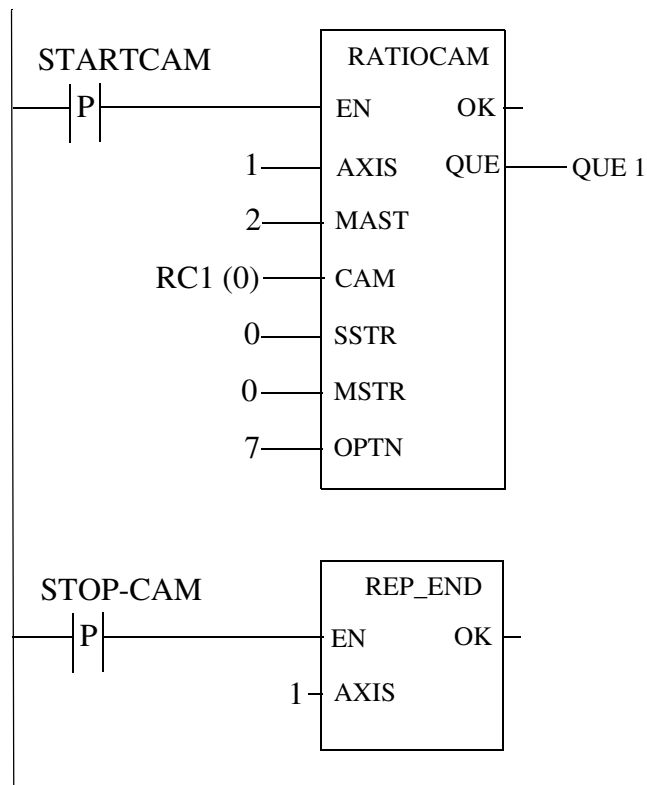 STARTCAM
RATIOCAM
P
EN OK
1 AXIS QUE QUE 1
2 MAST
RC1 (0) CAM
0 SSTR
0 MSTR
7 OPTN
STOP-CAM
REP_END
P
EN OK
1 AXIS